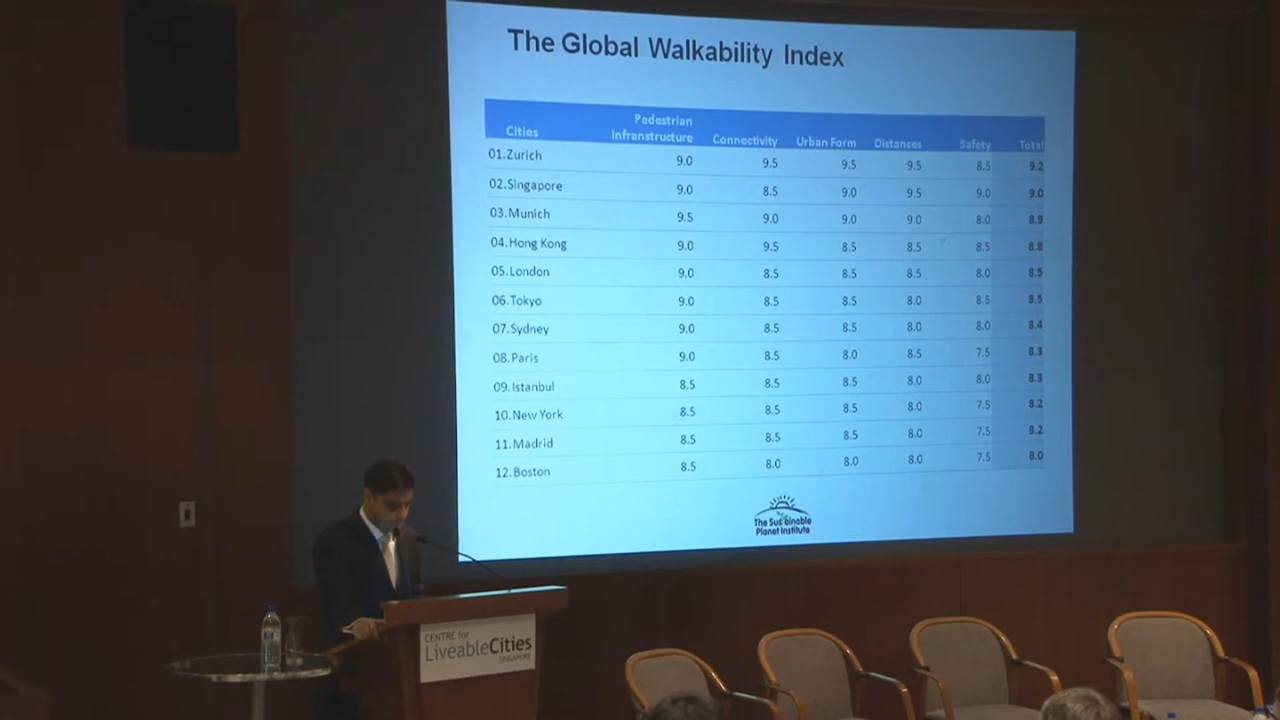 The Global Walkability Index
Cities Pedestrian Infranstructure Connectivity Urban Form Distances Safety Total
01.Zurich 9.0 9.5 9.5 9.5 8.5 9.2
02.Singapore 9.0 8.5 9.0 9.5 9.0 9.0
03.Munich 9.5 9.0 9.0 9.0 8.0 8.9
04.Hong Kong 9.0 9.5 8.5 8.5 8.5 8.8
05.London 9.0 8.5 8.5 8.5 8.0 8.5
06.Tokyo 9.0 8.5 8.5 8.0 8.5 8.5
07.Sydney 9.0 8.5 8.5 8.0 8.0 8.4
08.Paris 9.0 8.5 8.0 8.5 7.5 8.3
09.Istanbul 8.5 8.5 8.5 8.0 8.0 8.3
10.New York 8.5 8.5 8.5 8.0 7.5 8.2
11.Madrid 8.5 8.5 8.5 8.0 7.5 8.2
12.Boston 8.5 8.0 8.0 8.0 7.5 8.0
The Sustainable
Planet Institute
CENTRE for
LiveableCities
SINGAPORE